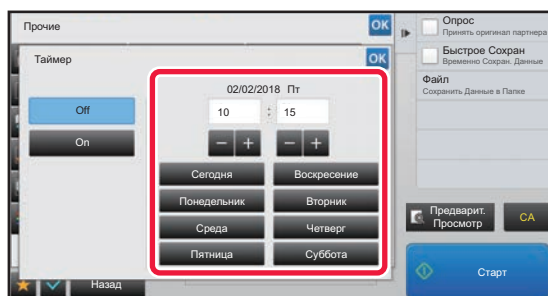 Прочие
OK
Таймер
OK
02/02/2018 Пт
Off
10 : 15
On
− + − +
Сегодня
Воскресение
Понедельник
Вторник
Среда
Четверг
Пятница
Суббота
Назад
Опрос
Принять оригинал партнера
Быстрое Сохран
Временно Сохран. Данные
Файл
Сохранить Данные в Папке
Предварит.
Просмотр
CA
Старт